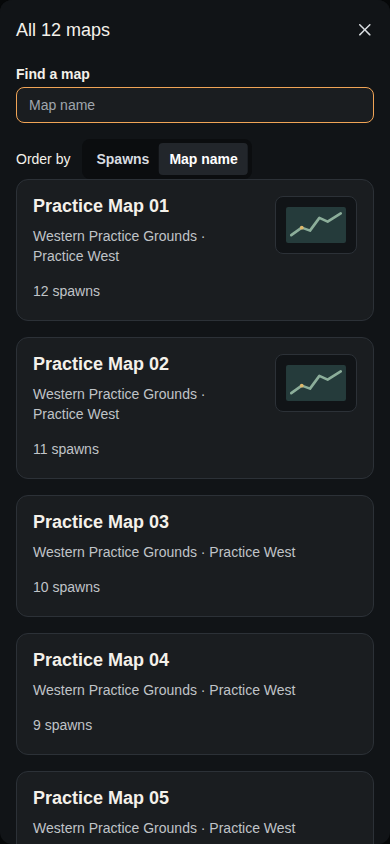 All 12 maps
Find a map
Map name
Order by
Spawns
Map name
Practice Map 01
Western Practice Grounds ·
Practice West
12 spawns
Practice Map 02
Western Practice Grounds ·
Practice West
11 spawns
Practice Map 03
Western Practice Grounds · Practice West
10 spawns
Practice Map 04
Western Practice Grounds · Practice West
9 spawns
Practice Map 05
Western Practice Grounds · Practice West